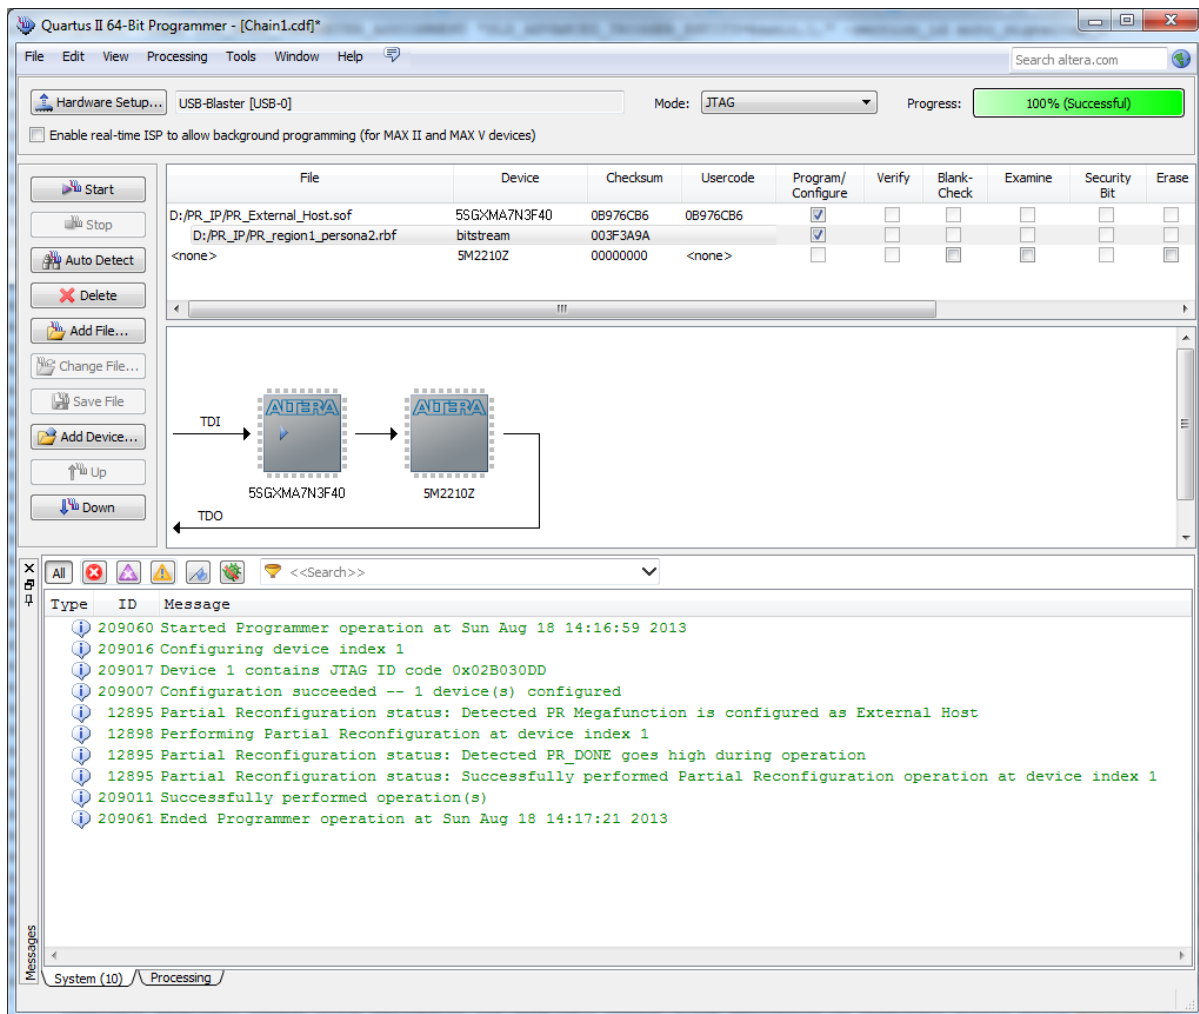 Quartus II 64-Bit Programmer - [Chain1.cdf]*
File Edit View Processing Tools Window Help
Search altera.com
Hardware Setup... USB-Blaster [USB-0] Mode: JTAG Progress: 100% (Successful)
Enable real-time ISP to allow background programming (for MAX II and MAX V devices)
Start
Stop
Auto Detect
Delete
Add File...
Change File...
Save File
Add Device...
Up
Down
File Device Checksum Usercode Program/ Configure Verify Blank- Check Examine Security Bit Erase
D:/PR_IP/PR_External_Host.sof 5SGXMA7N3F40 0B976CB6 0B976CB6
D:/PR_IP/PR_region1_persona2.rbf bitstream 003F3A9A
<none> 5M2210Z 00000000 <none>
TDI
ALTERA ALTERA
5SGXMA7N3F40 5M2210Z
TDO
All <<Search>>
Type ID Message
209060 Started Programmer operation at Sun Aug 18 14:16:59 2013
209016 Configuring device index 1
209017 Device 1 contains JTAG ID code 0x02B030DD
209007 Configuration succeeded -- 1 device(s) configured
12895 Partial Reconfiguration status: Detected PR Megafunction is configured as External Host
12898 Performing Partial Reconfiguration at device index 1
12895 Partial Reconfiguration status: Detected PR_DONE goes high during operation
12895 Partial Reconfiguration status: Successfully performed Partial Reconfiguration operation at device index 1
209011 Successfully performed operation(s)
209061 Ended Programmer operation at Sun Aug 18 14:17:21 2013
Messages
System (10) Processing